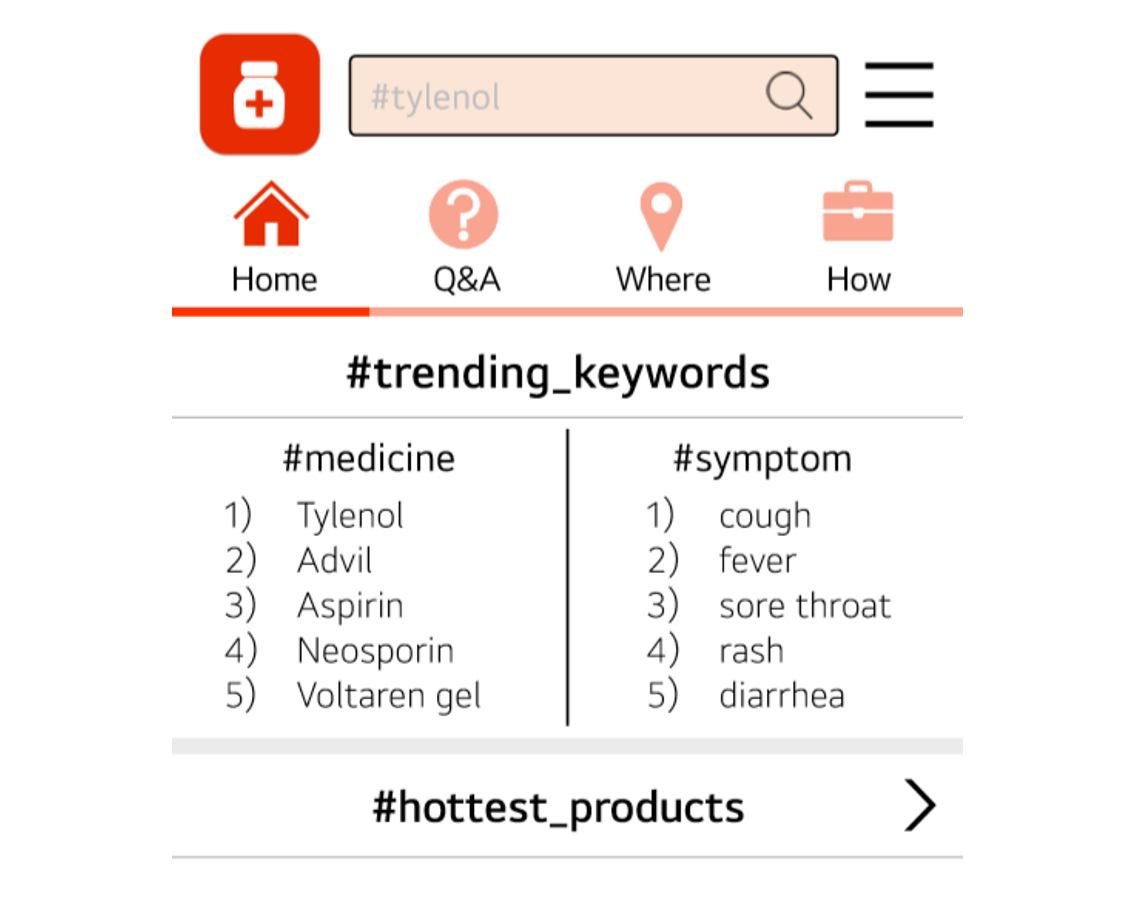 #tylenol
Home Q&A Where How
#trending_keywords
#medicine
1) Tylenol
2) Advil
3) Aspirin
4) Neosporin
5) Voltaren gel
#symptom
1) cough
2) fever
3) sore throat
4) rash
5) diarrhea
#hottest_products